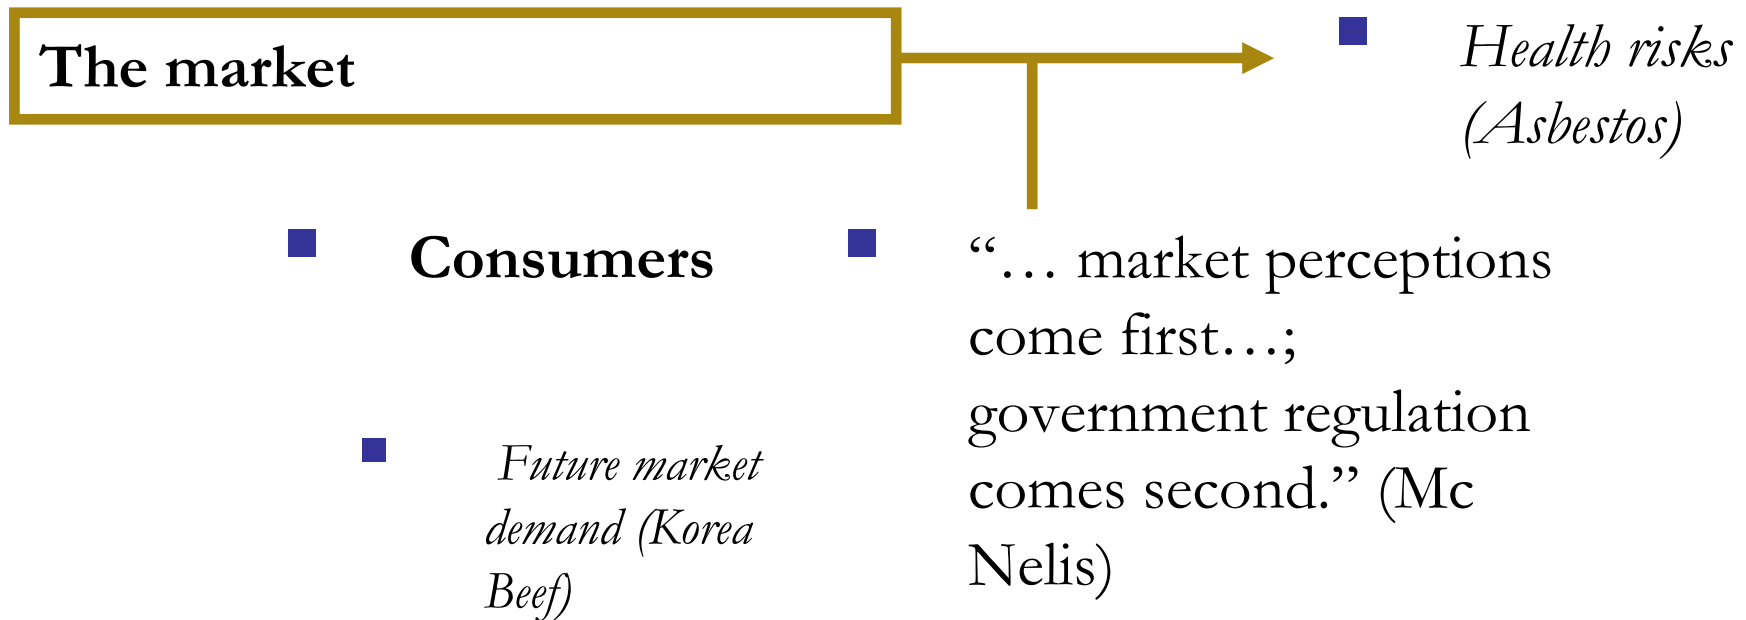 The market
Health risks
(Asbestos)
Consumers
“… market perceptions
come first…;
government regulation
comes second.” (Mc
Nelis)
Future market
demand (Korea
Beef)